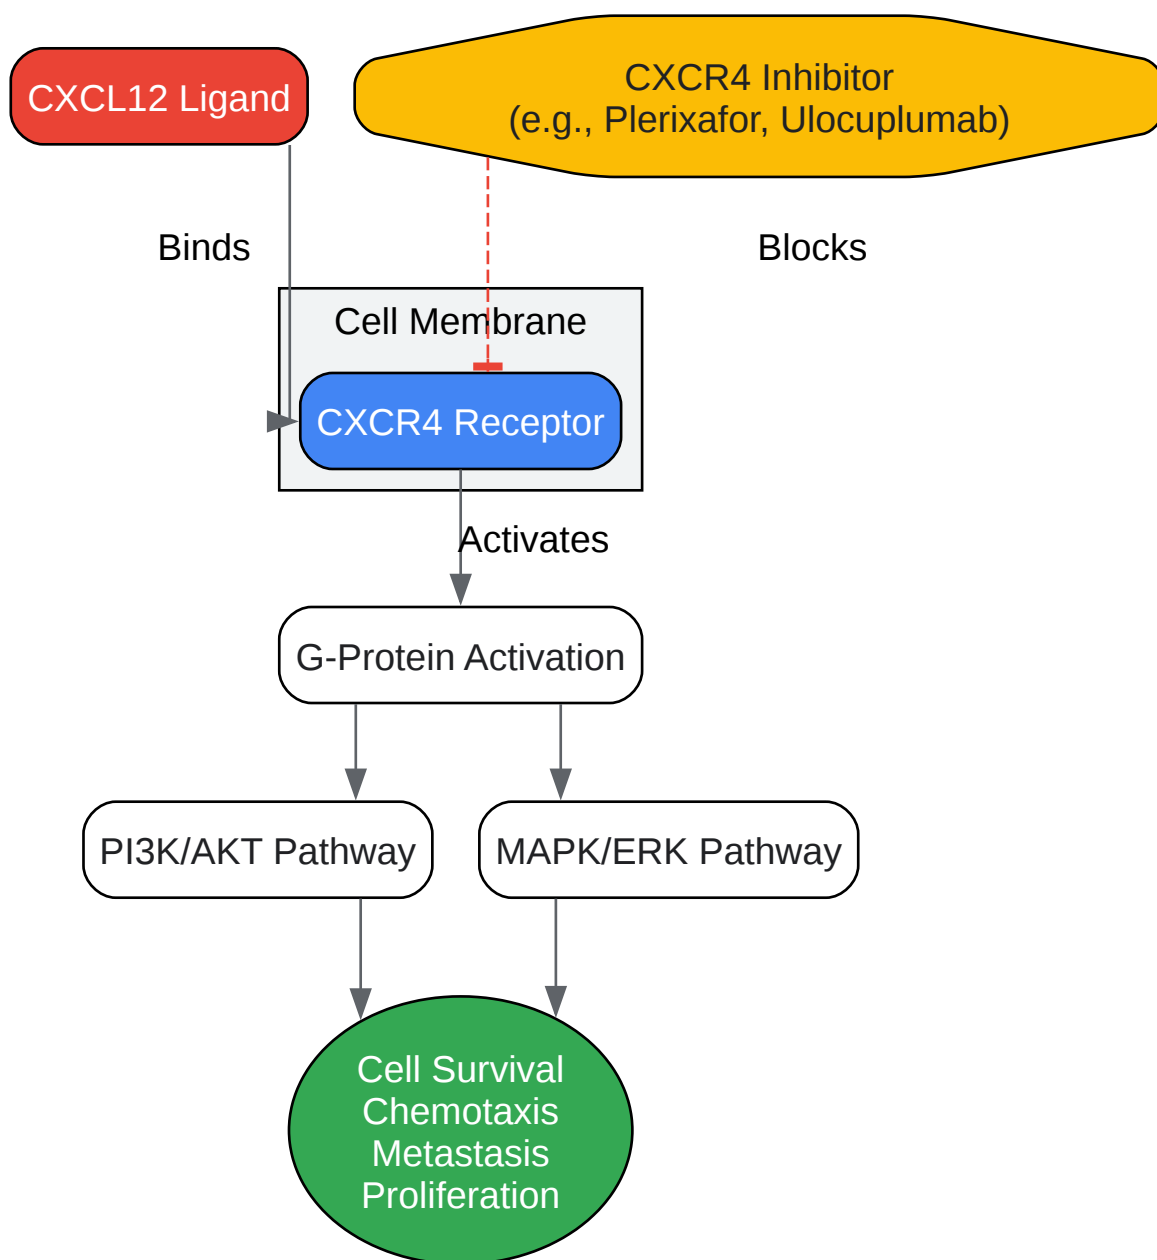 CXCL12 Ligand
CXCR4 Inhibitor
(e.g., Plerixafor, Ulocuplumab)
Binds
Blocks
Cell Membrane
CXCR4 Receptor
Activates
G-Protein Activation
PI3K/AKT Pathway
MAPK/ERK Pathway
Cell Survival
Chemotaxis
Metastasis
Proliferation